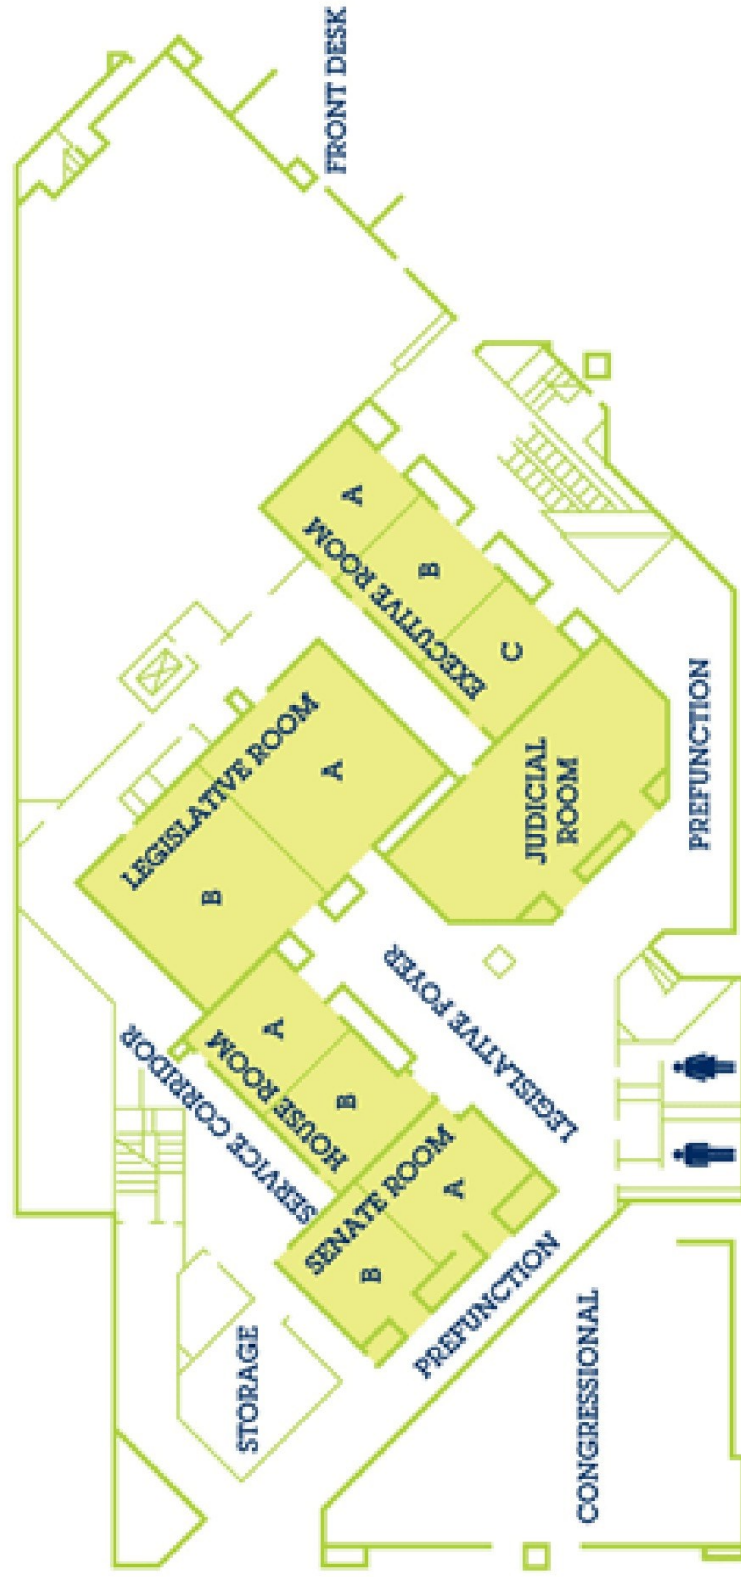 FRONT DESK
A
B
C
EXECUTIVE ROOM
LEGISLATIVE ROOM
A
B
JUDICIAL
ROOM
PREFUNCTION
LEGISLATIVE FOYER
A
B
HOUSE ROOM
SERVICE CORRIDOR
SENATE ROOM
A
B
PREFUNCTION
STORAGE
CONGRESSIONAL